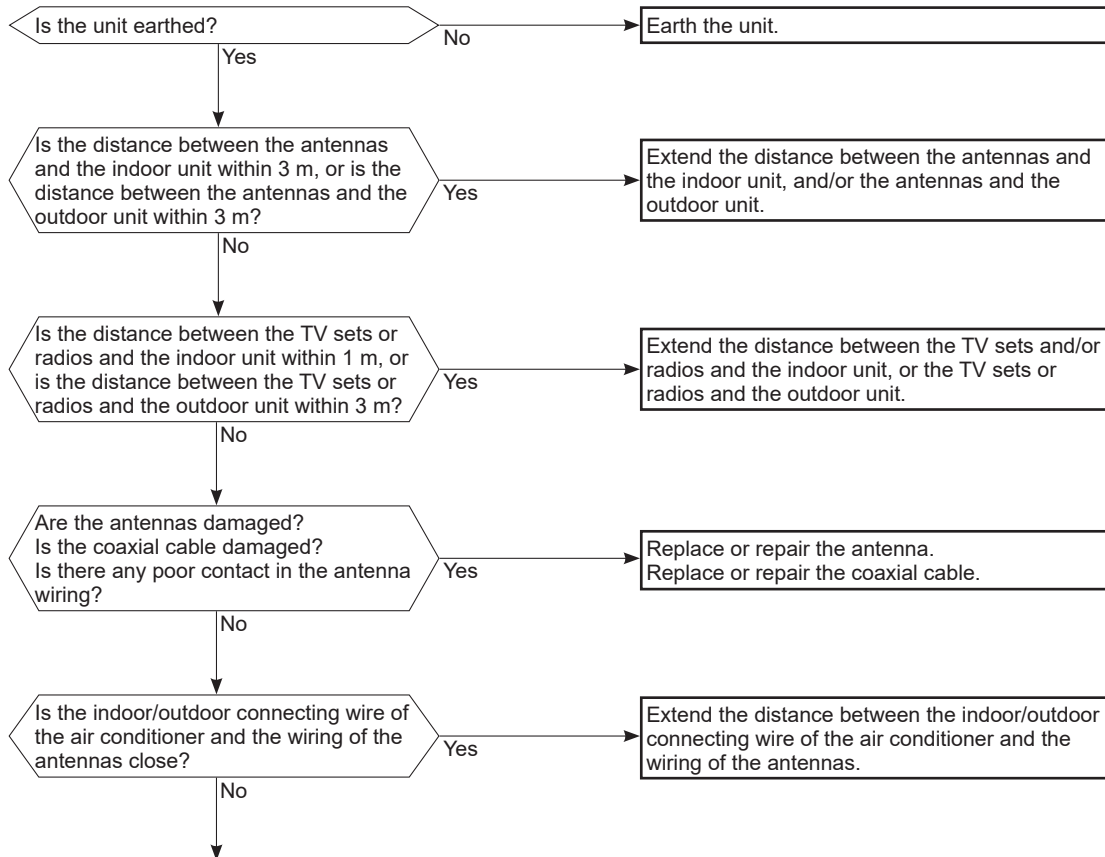 Is the unit earthed?
No
Earth the unit.
Yes
Is the distance between the antennas
and the indoor unit within 3 m, or is the
distance between the antennas and the
outdoor unit within 3 m?
Yes
Extend the distance between the antennas and
the indoor unit, and/or the antennas and the
outdoor unit.
No
Is the distance between the TV sets or
radios and the indoor unit within 1 m, or
is the distance between the TV sets or
radios and the outdoor unit within 3 m?
Yes
Extend the distance between the TV sets and/or
radios and the indoor unit, or the TV sets or
radios and the outdoor unit.
No
Are the antennas damaged?
Is the coaxial cable damaged?
Is there any poor contact in the antenna
wiring?
Yes
Replace or repair the antenna.
Replace or repair the coaxial cable.
No
Is the indoor/outdoor connecting wire of
the air conditioner and the wiring of the
antennas close?
Yes
Extend the distance between the indoor/outdoor
connecting wire of the air conditioner and the
wiring of the antennas.
No